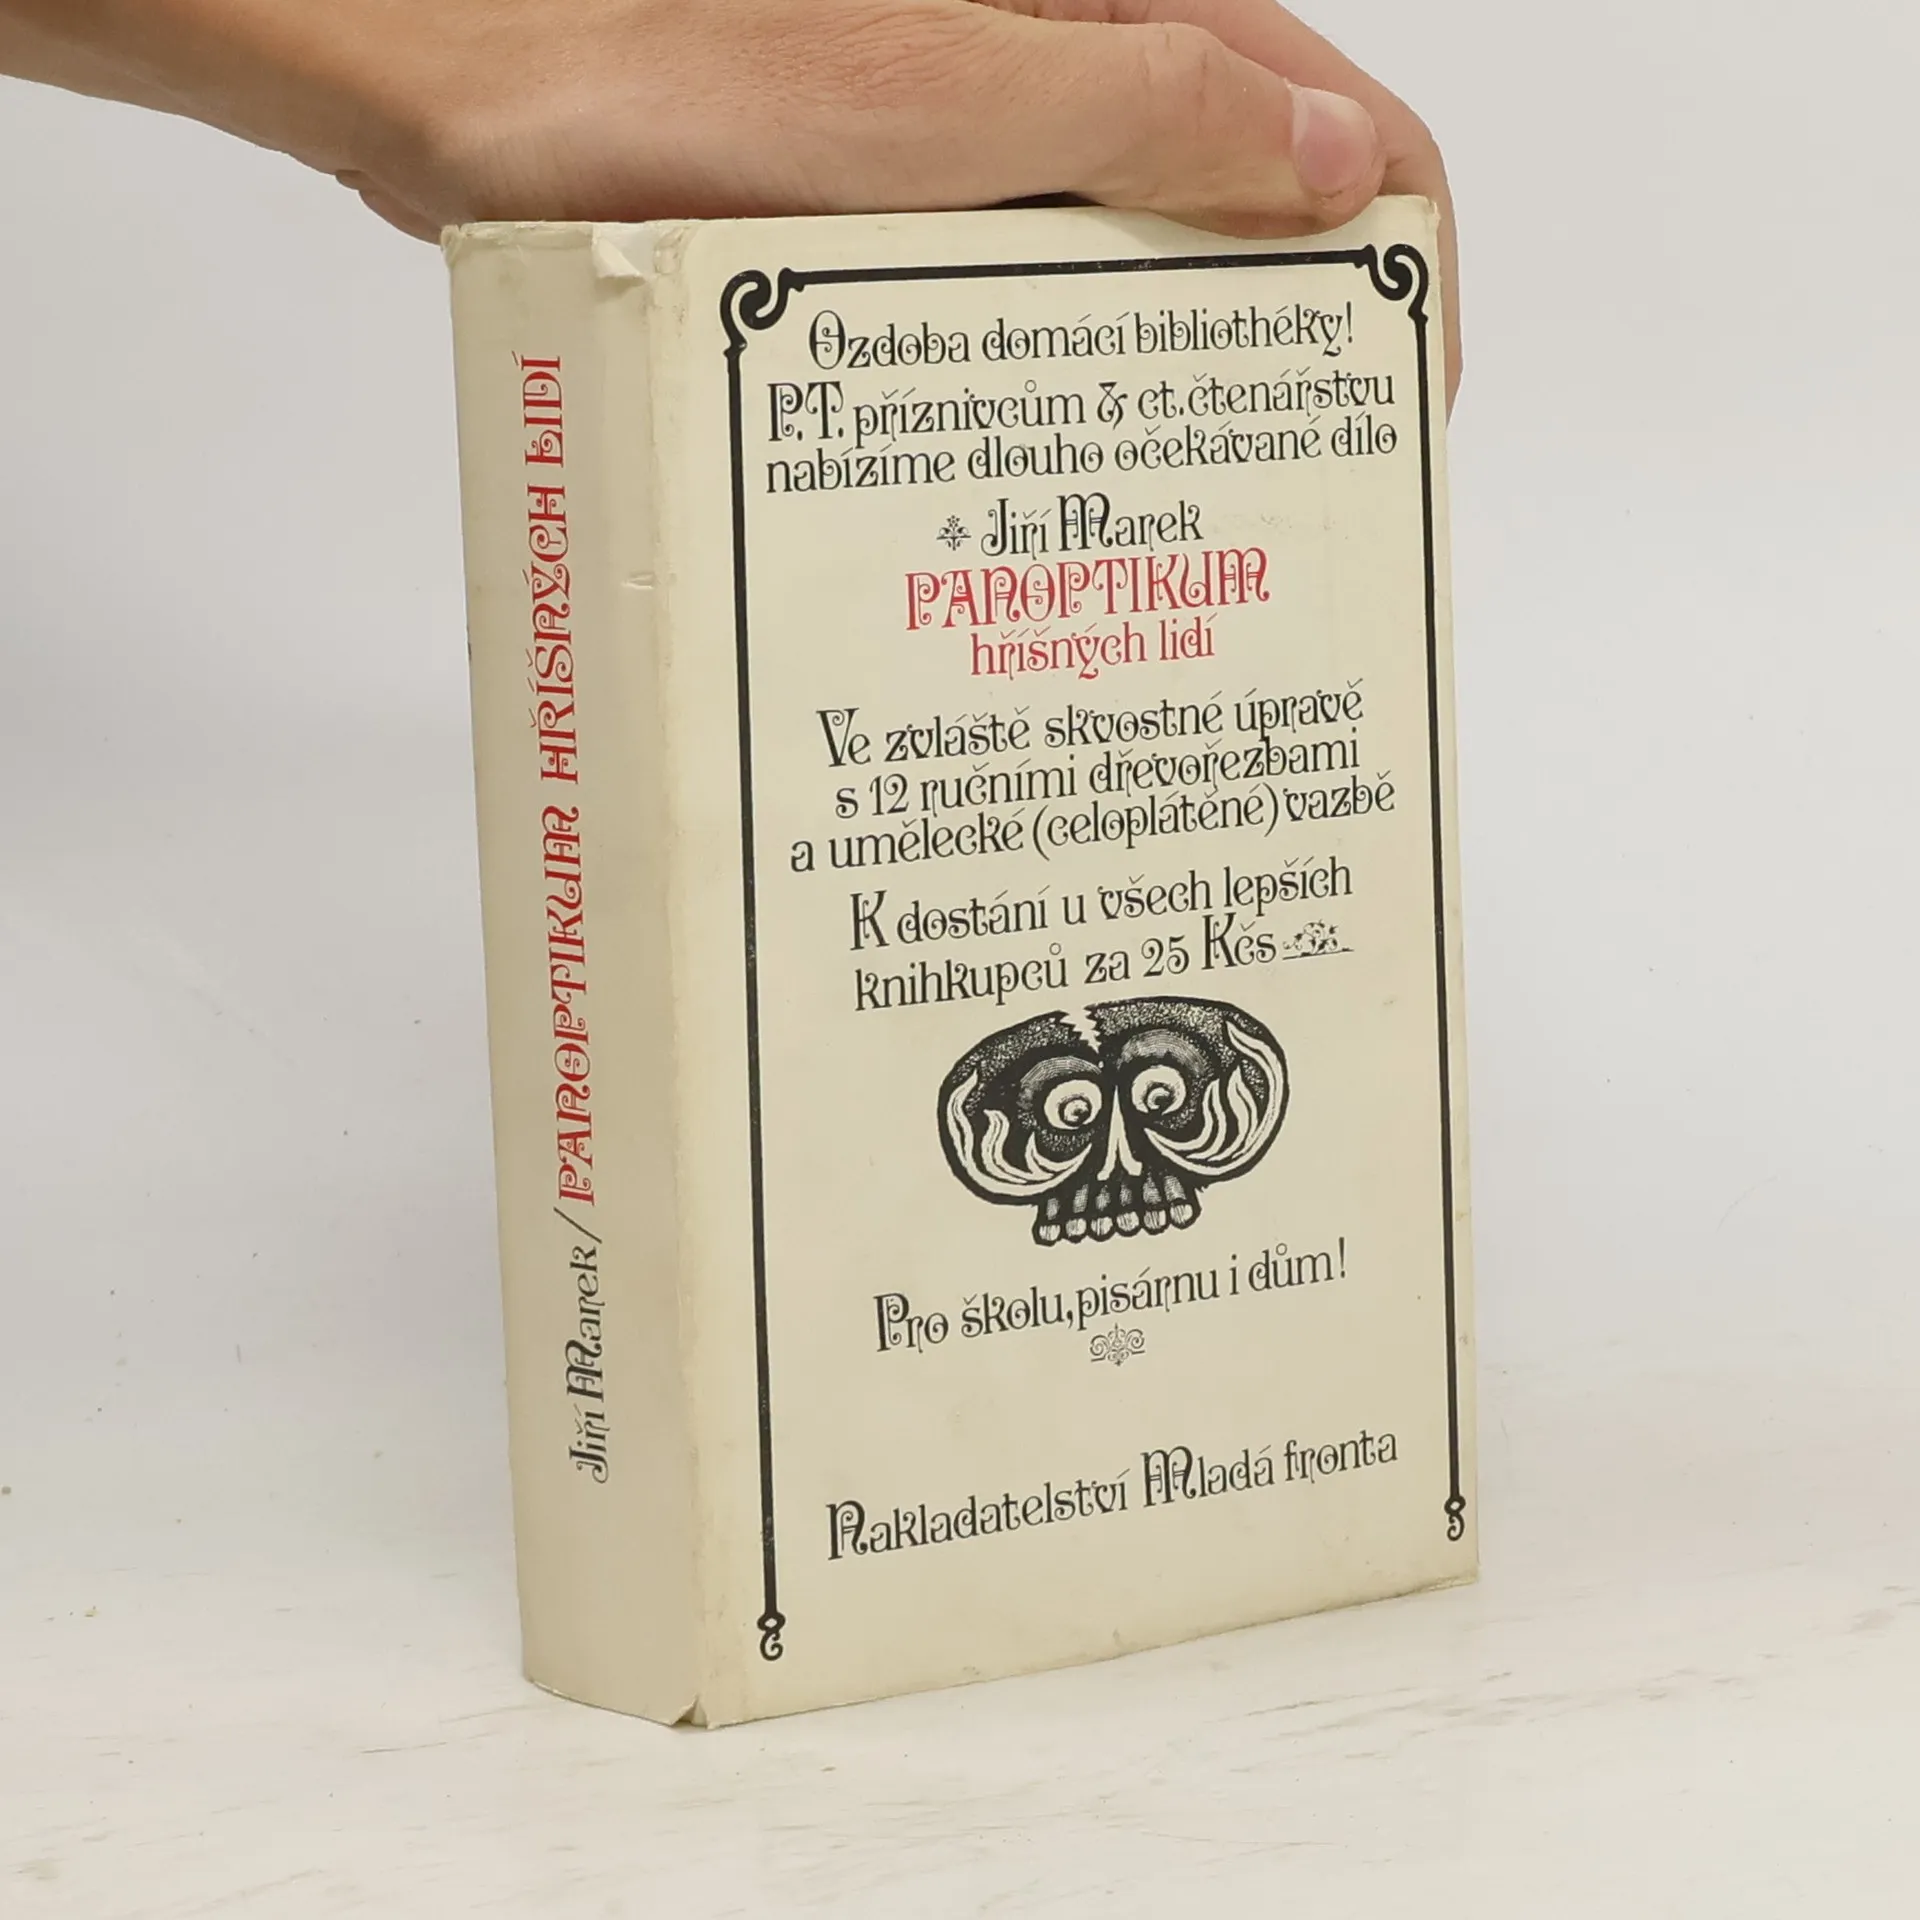 Jiří Marek / PANOPTIKUM HŘÍŠNÝCH LIDÍ
Ozdoba domácí bibliothéky!
P.T. příznivcům & ct. čtenářstvu
nabízíme dlouho očekávané dílo
Jiří Marek
PANOPTIKUM
hříšných lidí
Ve zvláště skvostné úpravě
s 12 ručními dřevořezbami
a umělecké (celoplátěné) vazbě
K dostání u všech lepších
knihkupců za 25 Kčs
Pro školu, pisárnu i dům!
Nakladatelství Mladá fronta